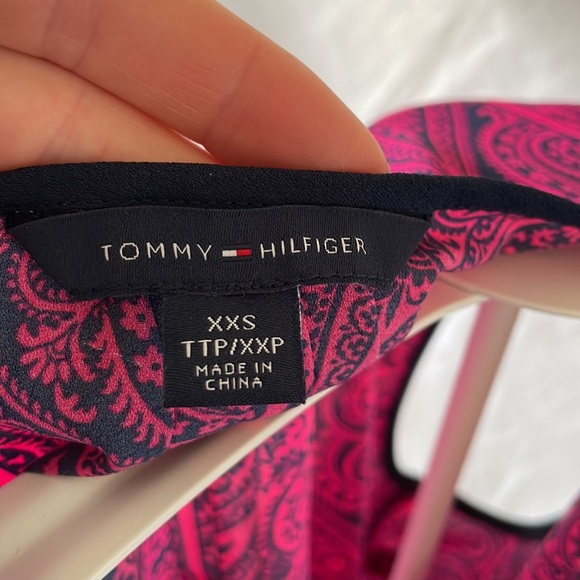 TOMMY HILFIGER
XXS
TTP/XXP
MADE IN
CHINA